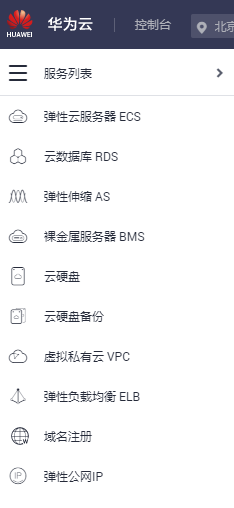 HUAWEI
华为云
控制台
北京
服务列表
弹性云服务器 ECS
云数据库 RDS
弹性伸缩 AS
裸金属服务器 BMS
云硬盘
云硬盘备份
虚拟私有云 VPC
弹性负载均衡 ELB
域名注册
IP
弹性公网IP